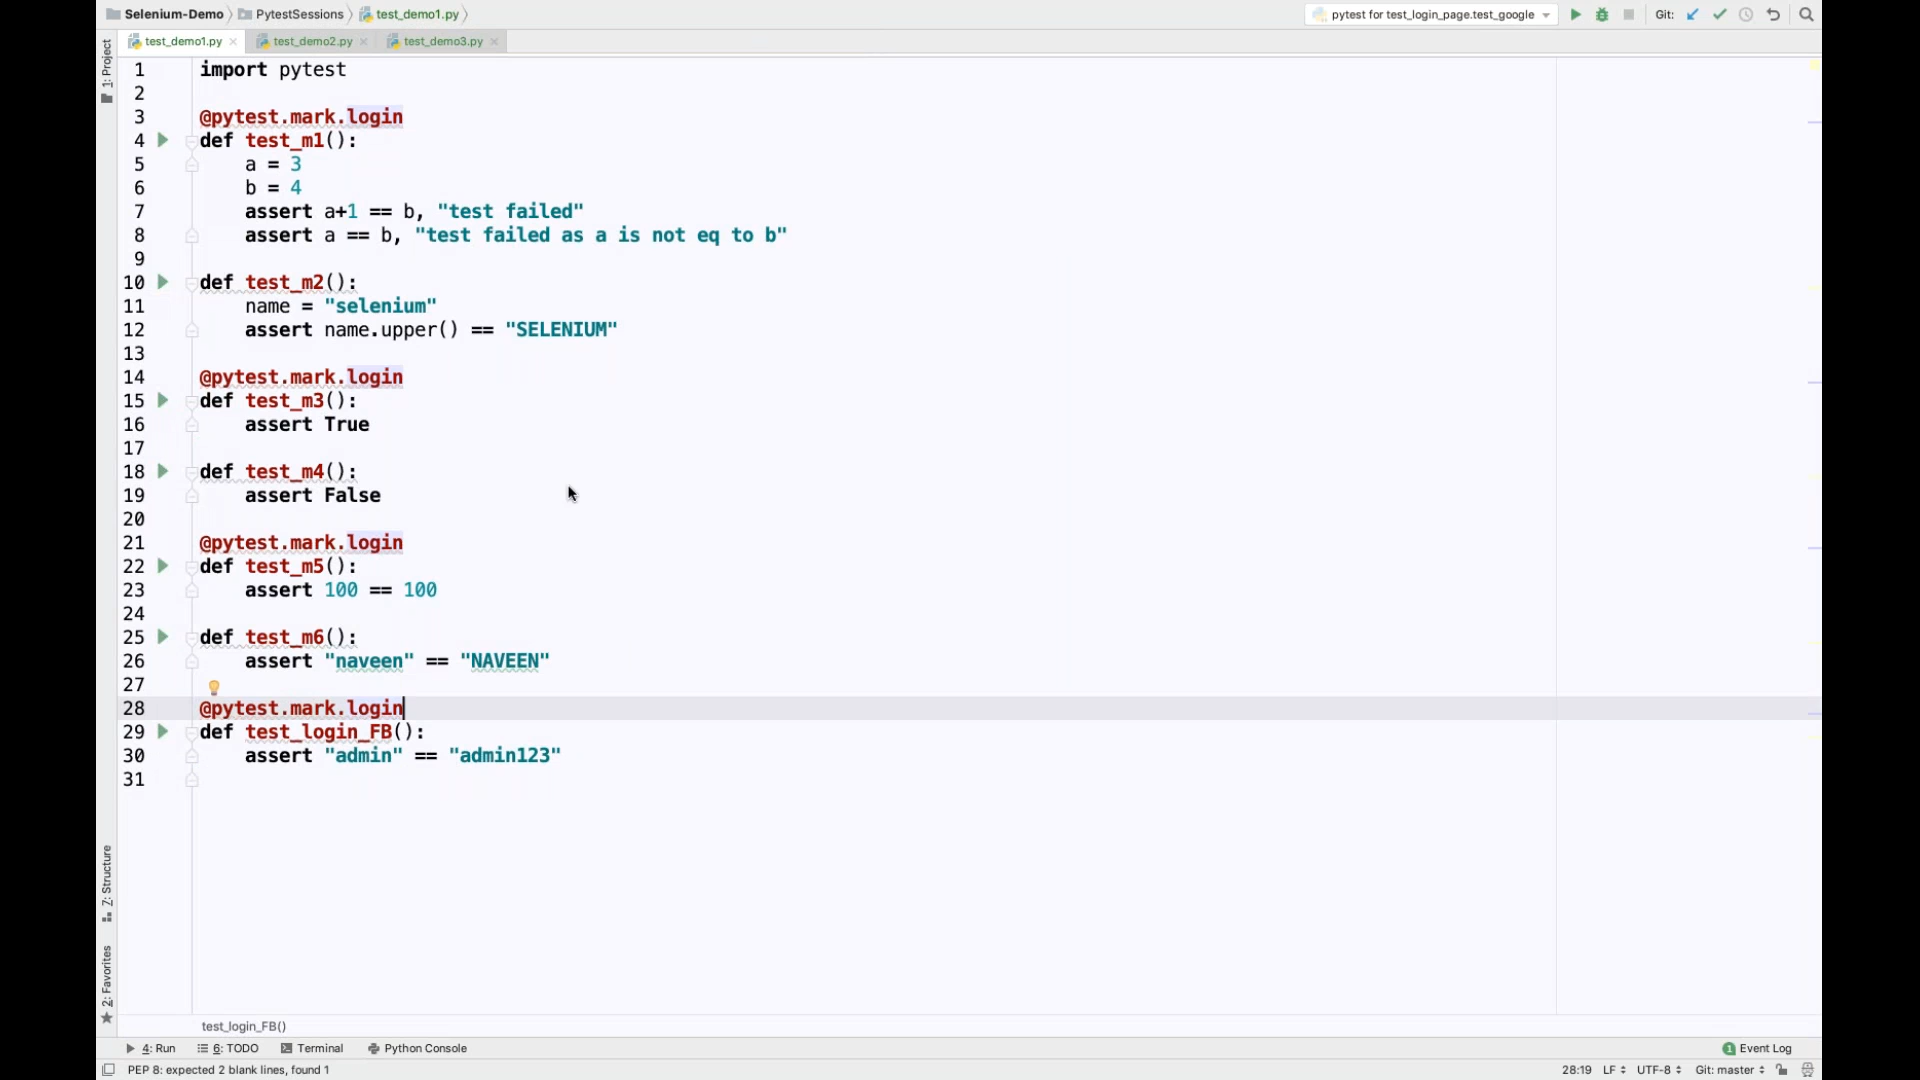 Selenium-Demo PytestSessions test_demo1.py pytest for test_login_page.test_google Git:
test_demo1.py test_demo2.py test_demo3.py
1: Project
1 import pytest
2
3 @pytest.mark.login
4 def test_m1():
5     a = 3
6     b = 4
7     assert a+1 == b, "test failed"
8     assert a == b, "test failed as a is not eq to b"
9
10 def test_m2():
11     name = "selenium"
12     assert name.upper() == "SELENIUM"
13
14 @pytest.mark.login
15 def test_m3():
16     assert True
17
18 def test_m4():
19     assert False
20
21 @pytest.mark.login
22 def test_m5():
23     assert 100 == 100
24
25 def test_m6():
26     assert "naveen" == "NAVEEN"
27
28 @pytest.mark.login
29 def test_login_FB():
30     assert "admin" == "admin123"
31
Z: Structure
2: Favorites
test_login_FB()
4: Run 6: TODO Terminal Python Console 1 Event Log
PEP 8: expected 2 blank lines, found 1 28:19 LF UTF-8 Git: master